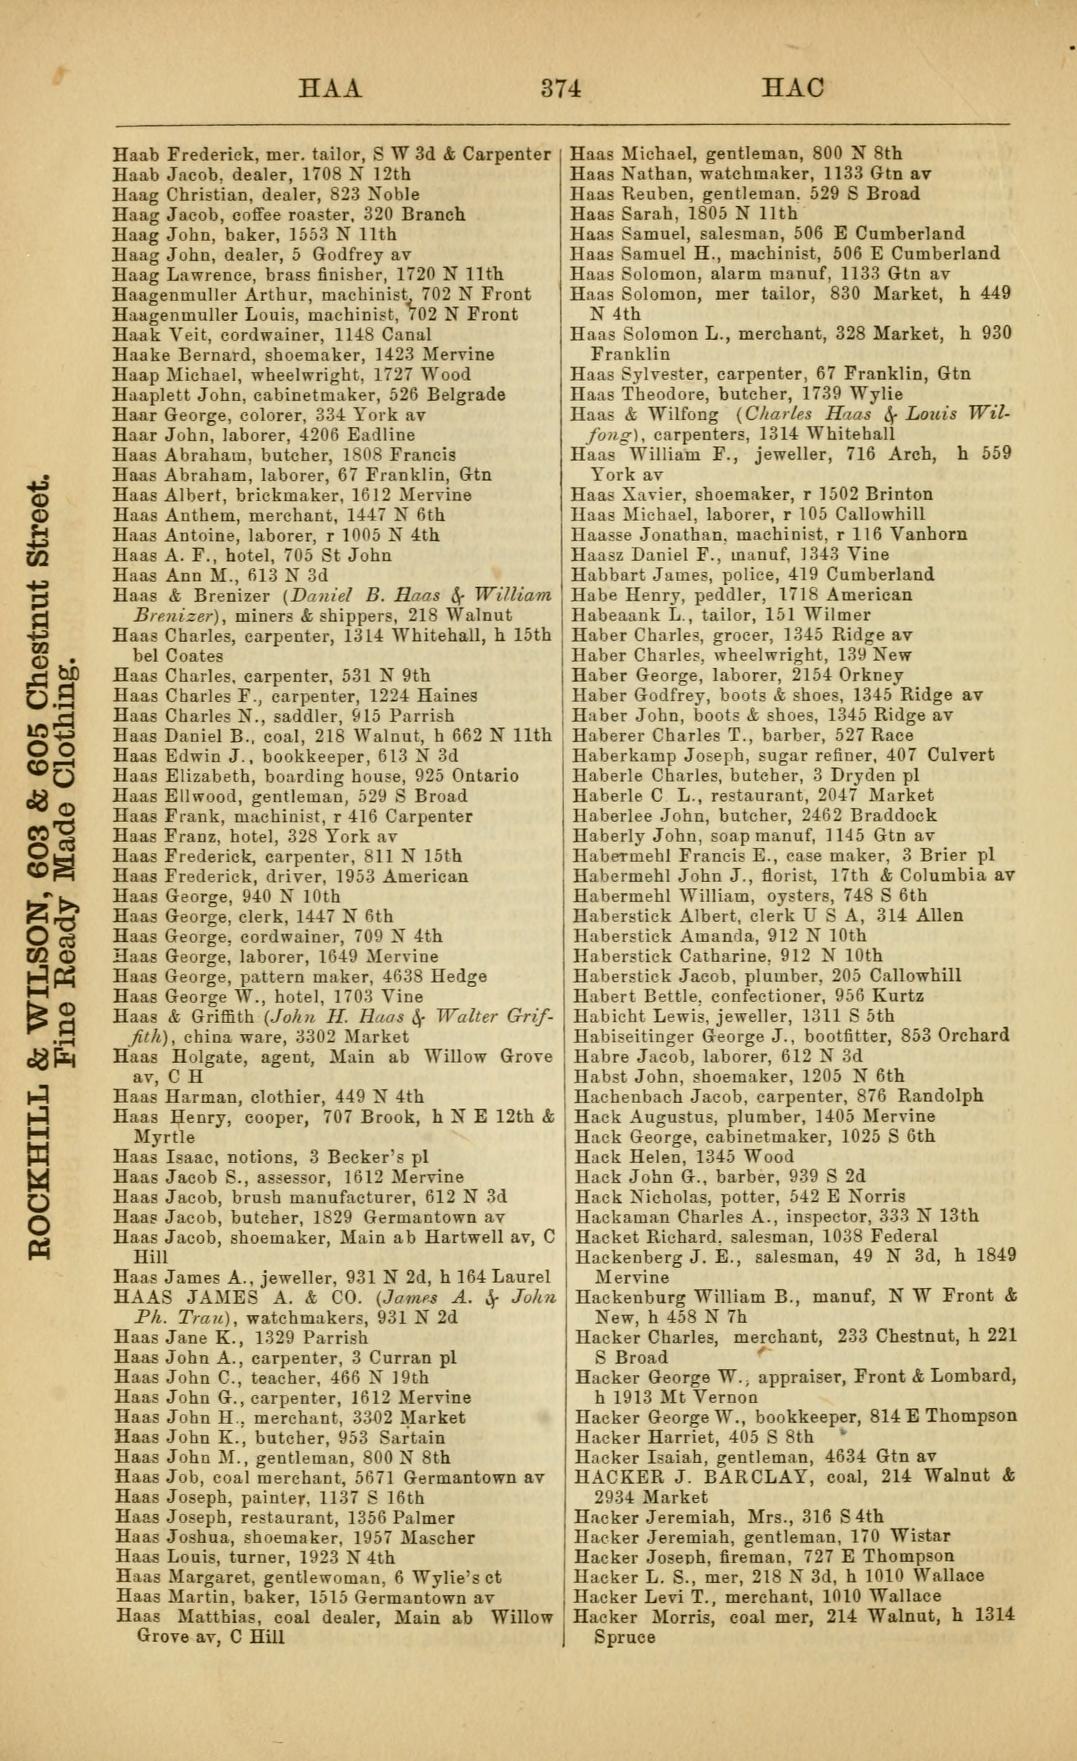 HAA 374 HAC
Haab Frederick, mer. tailor, S W 3d & Carpenter
Haab Jacob, dealer, 1708 N 12th
Haag Christian, dealer, 823 Noble
Haag Jacob, coffee roaster, 320 Branch
Haag John, baker, 1553 N 11th
Haag John, dealer, 5 Godfrey av
Haag Lawrence, brass finisher, 1720 N 11th
Haagenmuller Arthur, machinist, 702 N Front
Haagenmuller Louis, machinist, 702 N Front
Haak Veit, cordwainer, 1148 Canal
Haake Bernard, shoemaker, 1423 Mervine
Haap Michael, wheelwright, 1727 Wood
Haaplett John, cabinetmaker, 526 Belgrade
Haar George, colorer, 334 York av
Haar John, laborer, 4206 Eadline
Haas Abraham, butcher, 1808 Francis
Haas Abraham, laborer, 67 Franklin, Gtn
Haas Albert, brickmaker, 1612 Mervine
Haas Anthem, merchant, 1447 N 6th
Haas Antoine, laborer, r 1005 N 4th
Haas A. F., hotel, 705 St John
Haas Ann M., 613 N 3d
Haas & Brenizer (Daniel B. Haas & William
Brenizer), miners & shippers, 218 Walnut
Haas Charles, carpenter, 1314 Whitehall, h 15th
bel Coates
Haas Charles, carpenter, 531 N 9th
Haas Charles F., carpenter, 1224 Haines
Haas Charles N., saddler, 915 Parrish
Haas Daniel B., coal, 218 Walnut, h 662 N 11th
Haas Edwin J., bookkeeper, 613 N 3d
Haas Elizabeth, boarding house, 925 Ontario
Haas Ellwood, gentleman, 529 S Broad
Haas Frank, machinist, r 416 Carpenter
Haas Franz, hotel, 328 York av
Haas Frederick, carpenter, 811 N 15th
Haas Frederick, driver, 1953 American
Haas George, 940 N 10th
Haas George, clerk, 1447 N 6th
Haas George, cordwainer, 709 N 4th
Haas George, laborer, 1649 Mervine
Haas George, pattern maker, 4638 Hedge
Haas George W., hotel, 1703 Vine
Haas & Griffith (John H. Haas & Walter Grif-
fith), china ware, 3302 Market
Haas Holgate, agent, Main ab Willow Grove
av, C H
Haas Harman, clothier, 449 N 4th
Haas Henry, cooper, 707 Brook, h N E 12th &
Myrtle
Haas Isaac, notions, 3 Becker's pl
Haas Jacob S., assessor, 1612 Mervine
Haas Jacob, brush manufacturer, 612 N 3d
Haas Jacob, butcher, 1829 Germantown av
Haas Jacob, shoemaker, Main ab Hartwell av, C
Hill
Haas James A., jeweller, 931 N 2d, h 164 Laurel
HAAS JAMES A. & CO. (James A. & John
Ph. Trau), watchmakers, 931 N 2d
Haas Jane K., 1329 Parrish
Haas John A., carpenter, 3 Curran pl
Haas John C., teacher, 466 N 19th
Haas John G., carpenter, 1612 Mervine
Haas John H., merchant, 3302 Market
Haas John K., butcher, 953 Sartain
Haas John M., gentleman, 800 N 8th
Haas Job, coal merchant, 5671 Germantown av
Haas Joseph, painter, 1137 S 16th
Haas Joseph, restaurant, 1356 Palmer
Haas Joshua, shoemaker, 1957 Mascher
Haas Louis, turner, 1923 N 4th
Haas Margaret, gentlewoman, 6 Wylie's ct
Haas Martin, baker, 1515 Germantown av
Haas Matthias, coal dealer, Main ab Willow
Grove av, C Hill
Haas Michael, gentleman, 800 N 8th
Haas Nathan, watchmaker, 1133 Gtn av
Haas Reuben, gentleman, 529 S Broad
Haas Sarah, 1805 N 11th
Haas Samuel, salesman, 506 E Cumberland
Haas Samuel H., machinist, 506 E Cumberland
Haas Solomon, alarm manuf, 1133 Gtn av
Haas Solomon, mer tailor, 830 Market, h 449
N 4th
Haas Solomon L., merchant, 328 Market, h 930
Franklin
Haas Sylvester, carpenter, 67 Franklin, Gtn
Haas Theodore, butcher, 1739 Wylie
Haas & Wilfong (Charles Haas & Louis Wil-
fong), carpenters, 1314 Whitehall
Haas William F., jeweller, 716 Arch, h 559
York av
Haas Xavier, shoemaker, r 1502 Brinton
Haas Michael, laborer, r 105 Callowhill
Haasse Jonathan, machinist, r 116 Vanhorn
Haasz Daniel F., manuf, 1343 Vine
Habbart James, police, 419 Cumberland
Habe Henry, peddler, 1718 American
Habeaank L., tailor, 151 Wilmer
Haber Charles, grocer, 1345 Ridge av
Haber Charles, wheelwright, 139 New
Haber George, laborer, 2154 Orkney
Haber Godfrey, boots & shoes, 1345 Ridge av
Haber John, boots & shoes, 1345 Ridge av
Haberer Charles T., barber, 527 Race
Haberkamp Joseph, sugar refiner, 407 Culvert
Haberle Charles, butcher, 3 Dryden pl
Haberle C L., restaurant, 2047 Market
Haberlee John, butcher, 2462 Braddock
Haberly John, soap manuf, 1145 Gtn av
Habermehl Francis E., case maker, 3 Brier pl
Habermehl John J., florist, 17th & Columbia av
Habermehl William, oysters, 748 S 6th
Haberstick Albert, clerk U S A, 314 Allen
Haberstick Amanda, 912 N 10th
Haberstick Catharine, 912 N 10th
Haberstick Jacob, plumber, 205 Callowhill
Habert Bettle, confectioner, 956 Kurtz
Habicht Lewis, jeweller, 1311 S 5th
Habiseitinger George J., bootfitter, 853 Orchard
Habre Jacob, laborer, 612 N 3d
Habst John, shoemaker, 1205 N 6th
Hachenbach Jacob, carpenter, 876 Randolph
Hack Augustus, plumber, 1405 Mervine
Hack George, cabinetmaker, 1025 S 6th
Hack Helen, 1345 Wood
Hack John G., barber, 939 S 2d
Hack Nicholas, potter, 542 E Norris
Hackaman Charles A., inspector, 333 N 13th
Hacket Richard, salesman, 1038 Federal
Hackenberg J. E., salesman, 49 N 3d, h 1849
Mervine
Hackenburg William B., manuf, N W Front &
New, h 458 N 7h
Hacker Charles, merchant, 233 Chestnut, h 221
S Broad
Hacker George W., appraiser, Front & Lombard,
h 1913 Mt Vernon
Hacker George W., bookkeeper, 814 E Thompson
Hacker Harriet, 405 S 8th
Hacker Isaiah, gentleman, 4634 Gtn av
HACKER J. BARCLAY, coal, 214 Walnut &
2934 Market
Hacker Jeremiah, Mrs., 316 S 4th
Hacker Jeremiah, gentleman, 170 Wistar
Hacker Joseph, fireman, 727 E Thompson
Hacker L. S., mer, 218 N 3d, h 1010 Wallace
Hacker Levi T., merchant, 1010 Wallace
Hacker Morris, coal mer, 214 Walnut, h 1314
Spruce
ROCKHILL & WILSON, 603 & 605 Chestnut Street.
Fine Ready Made Clothing.